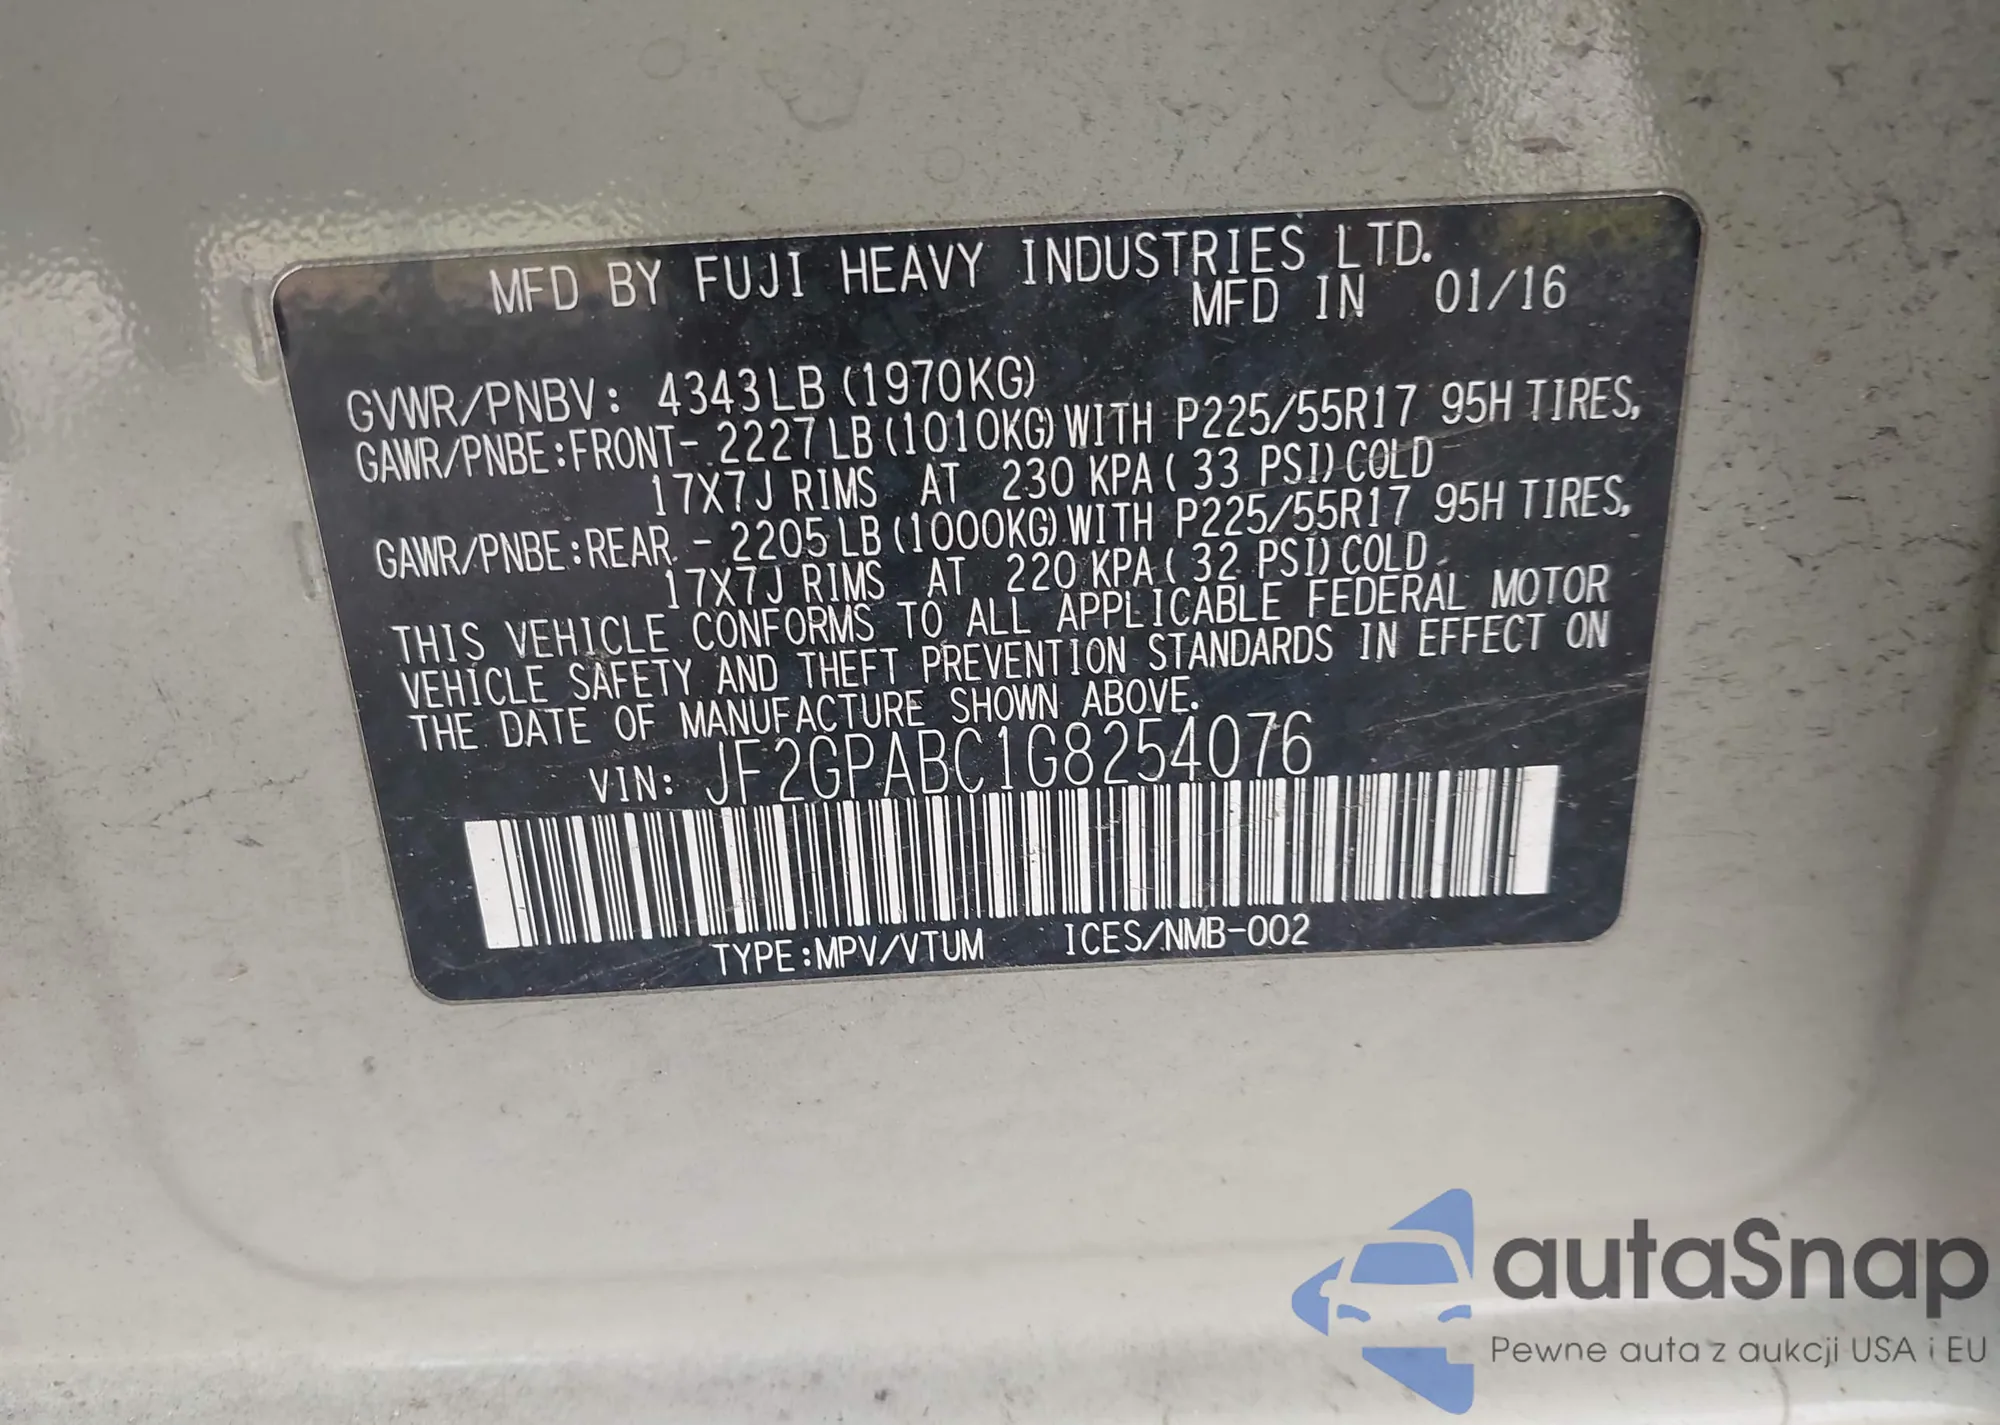 MFD BY FUJI HEAVY INDUSTRIES LTD.
MFD IN 01/16
GVWR/PNBV: 4343LB (1970KG)
GAWR/PNBE:FRONT- 2227LB(1010KG)WITH P225/55R17 95H TIRES,
17X7J RIMS AT 230 KPA( 33 PSI)COLD
GAWR/PNBE:REAR - 2205LB(1000KG)WITH P225/55R17 95H TIRES,
17X7J RIMS AT 220 KPA( 32 PSI)COLD
THIS VEHICLE CONFORMS TO ALL APPLICABLE FEDERAL MOTOR
VEHICLE SAFETY AND THEFT PREVENTION STANDARDS IN EFFECT ON
THE DATE OF MANUFACTURE SHOWN ABOVE.
VIN: JF2GPABC1G8254076
TYPE:MPV/VTUM ICES/NMB-002
autaSnap
Pewne auta z aukcji USA i EU